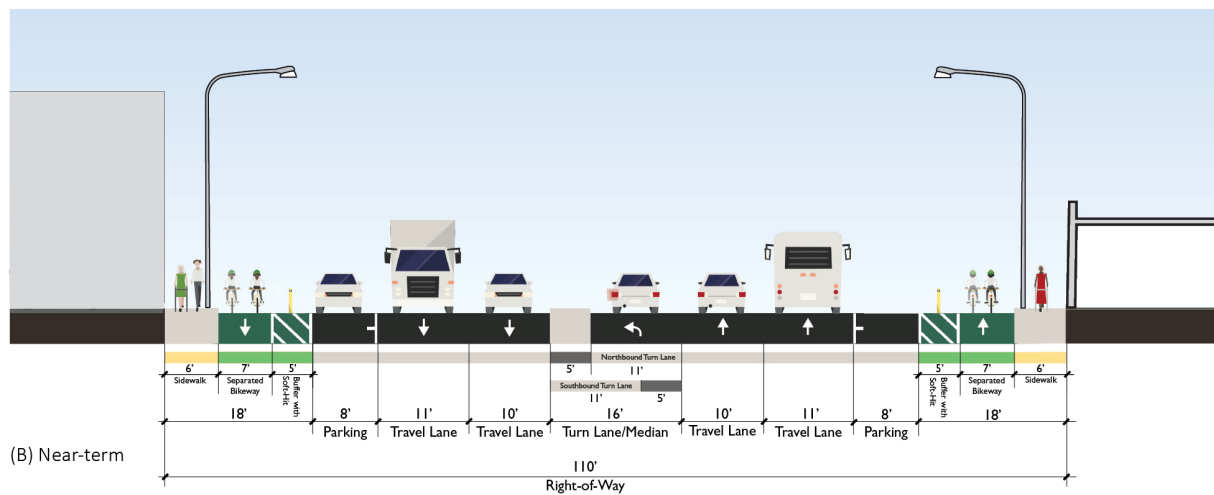 Northbound Turn Lane
6'
7'
5'
5'
11'
5'
7'
6'
Sidewalk
Separated
Bikeway
Buffer with
Soft-Hit
Southbound Turn Lane
11'
5'
Buffer with
Soft-Hit
Separated
Bikeway
Sidewalk
18'
8'
11'
10'
16'
10'
11'
8'
18'
Parking
Travel Lane
Travel Lane
Turn Lane/Median
Travel Lane
Travel Lane
Parking
(B) Near-term
110'
Right-of-Way